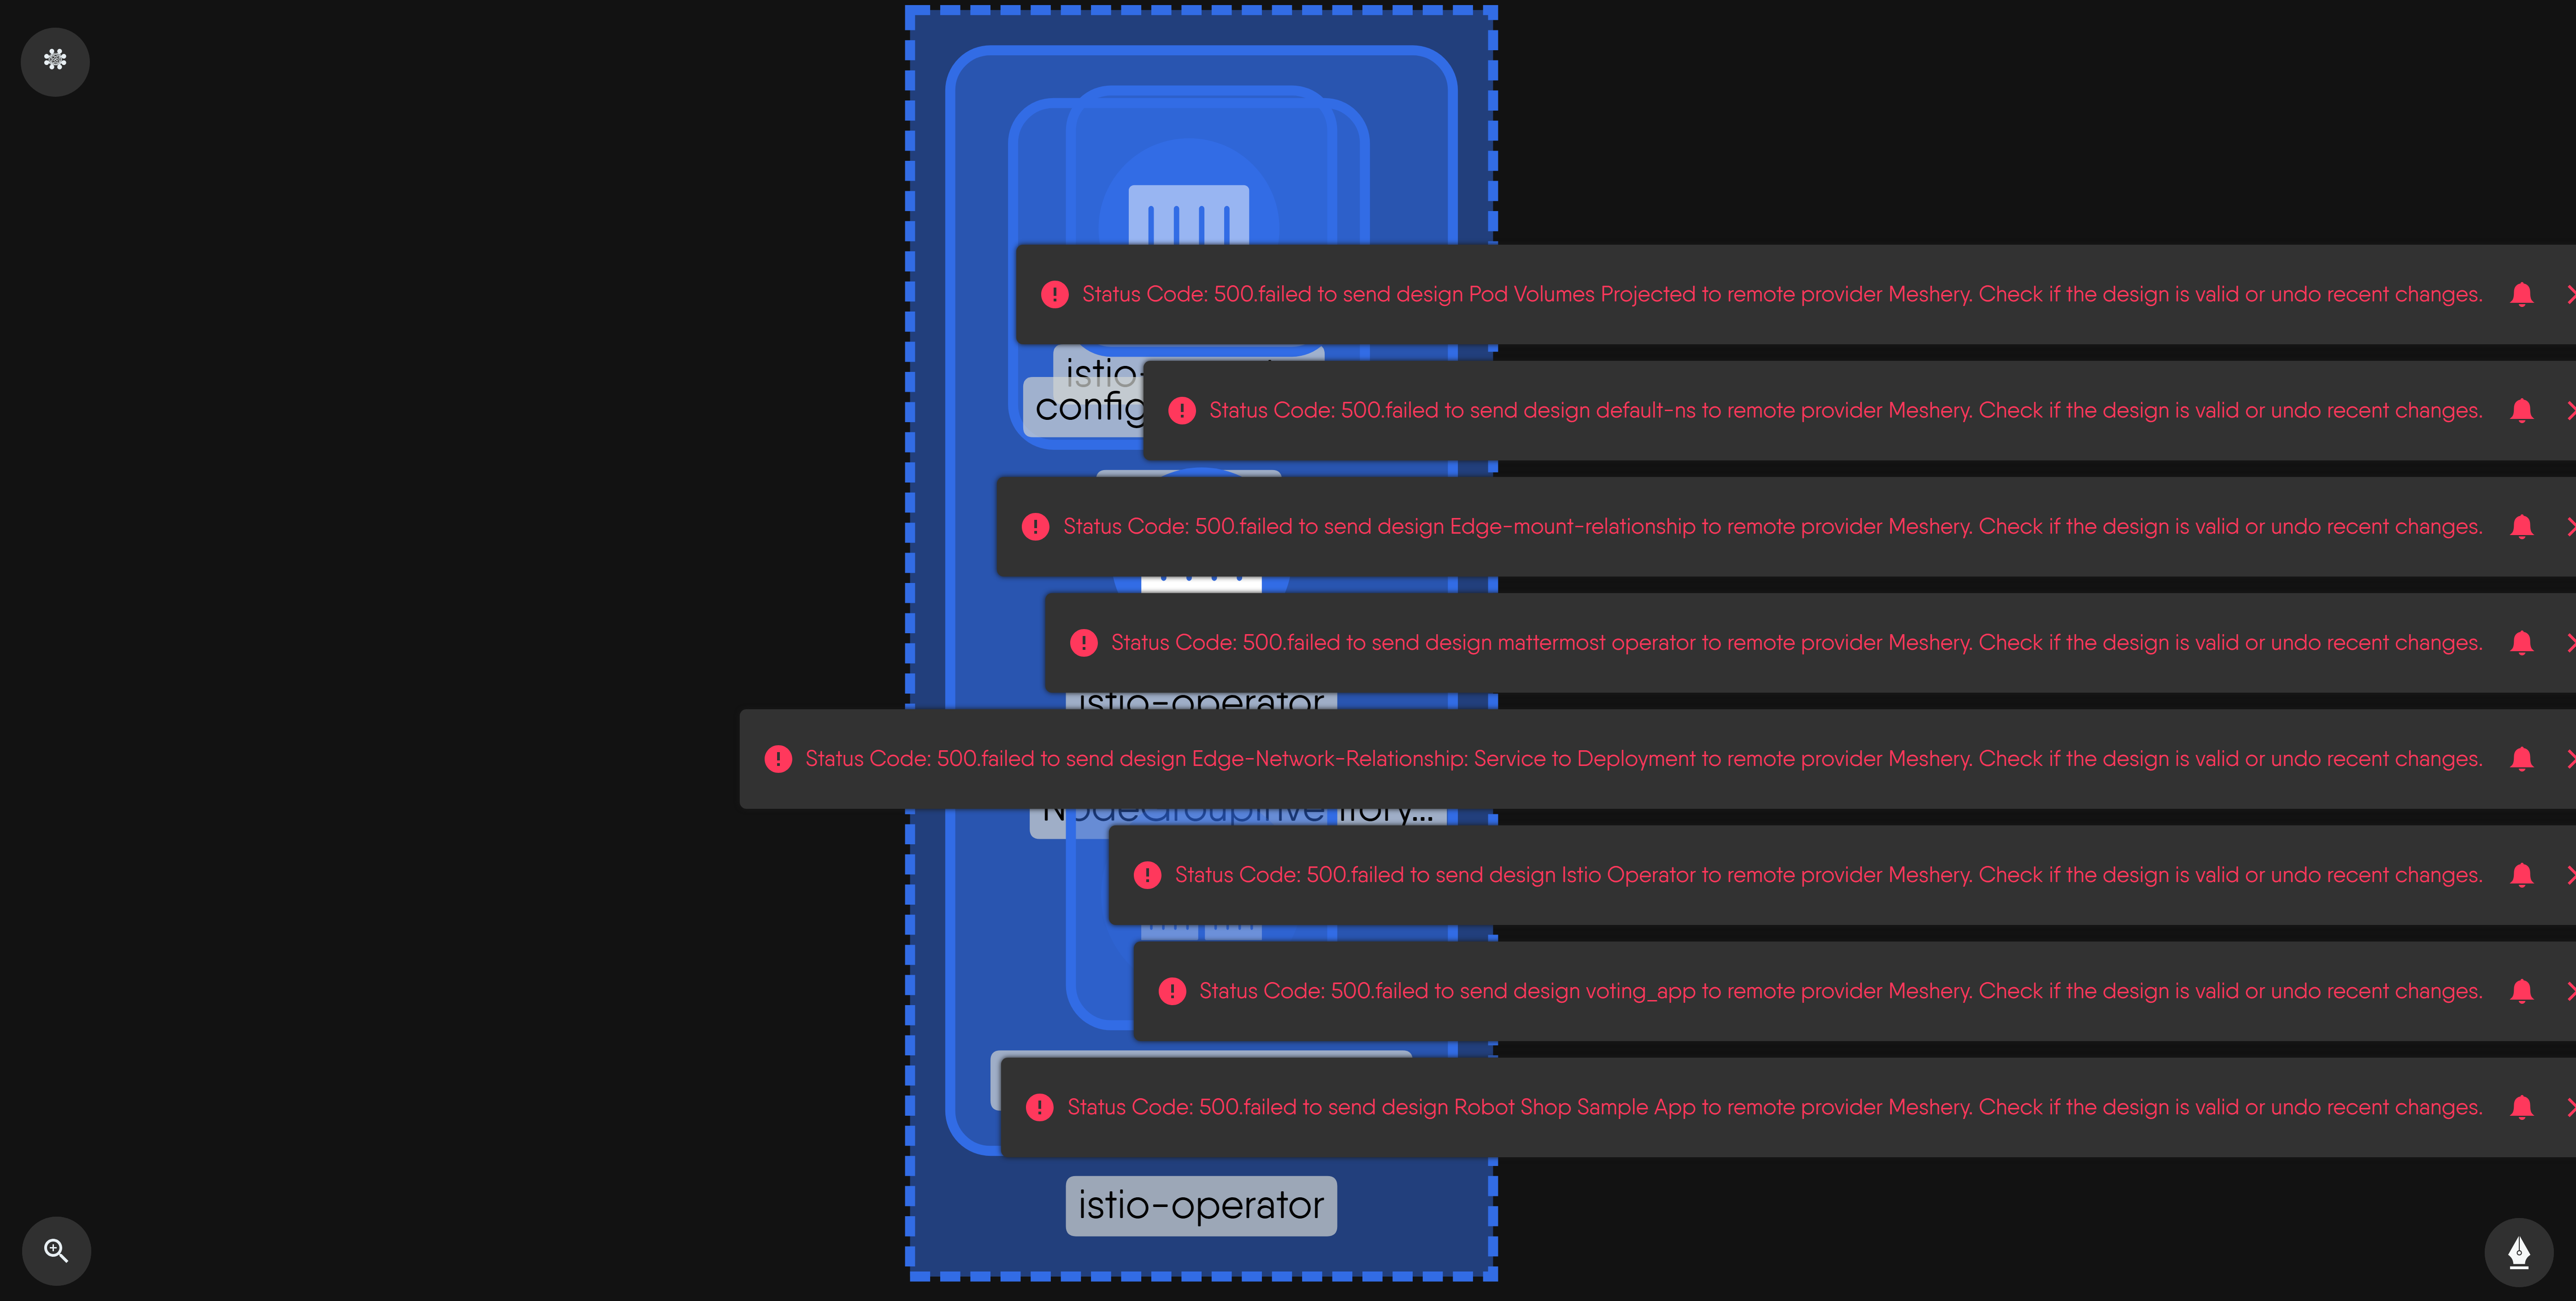 Status Code: 500.failed to send design Pod Volumes Projected to remote provider Meshery. Check if the design is valid or undo recent changes.
istio-
config
Status Code: 500.failed to send design default-ns to remote provider Meshery. Check if the design is valid or undo recent changes.
Status Code: 500.failed to send design Edge-mount-relationship to remote provider Meshery. Check if the design is valid or undo recent changes.
Status Code: 500.failed to send design mattermost operator to remote provider Meshery. Check if the design is valid or undo recent changes.
istio-operator
Status Code: 500.failed to send design Edge-Network-Relationship: Service to Deployment to remote provider Meshery. Check if the design is valid or undo recent changes.
Status Code: 500.failed to send design Istio Operator to remote provider Meshery. Check if the design is valid or undo recent changes.
Status Code: 500.failed to send design voting_app to remote provider Meshery. Check if the design is valid or undo recent changes.
Status Code: 500.failed to send design Robot Shop Sample App to remote provider Meshery. Check if the design is valid or undo recent changes.
istio-operator